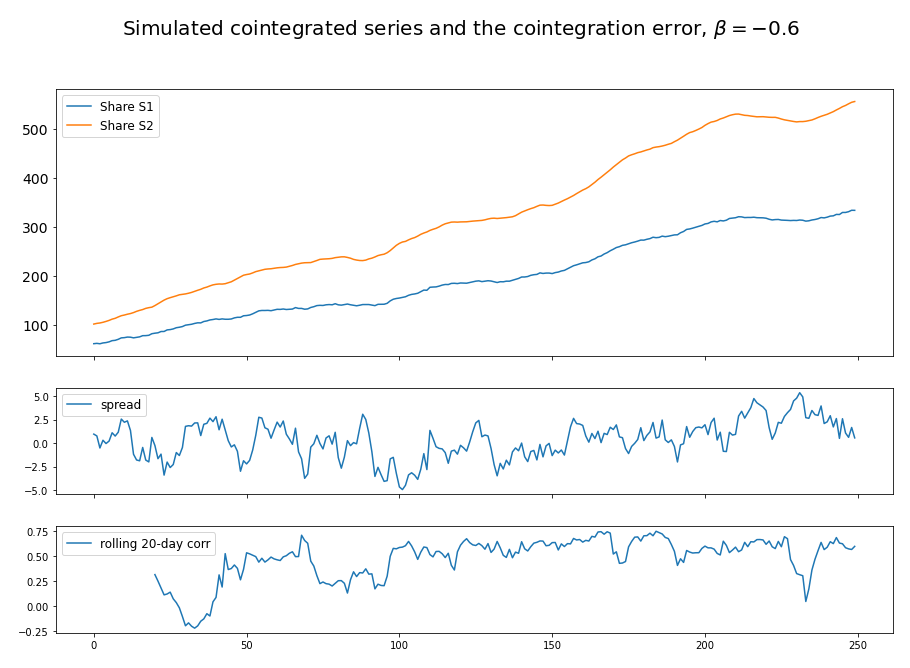 Simulated cointegrated series and the cointegration error, β = −0.6
Share S1
Share S2
500
400
300
200
100
spread
5.0
2.5
0.0
−2.5
−5.0
rolling 20-day corr
0.75
0.50
0.25
0.00
−0.25
0 50 100 150 200 250